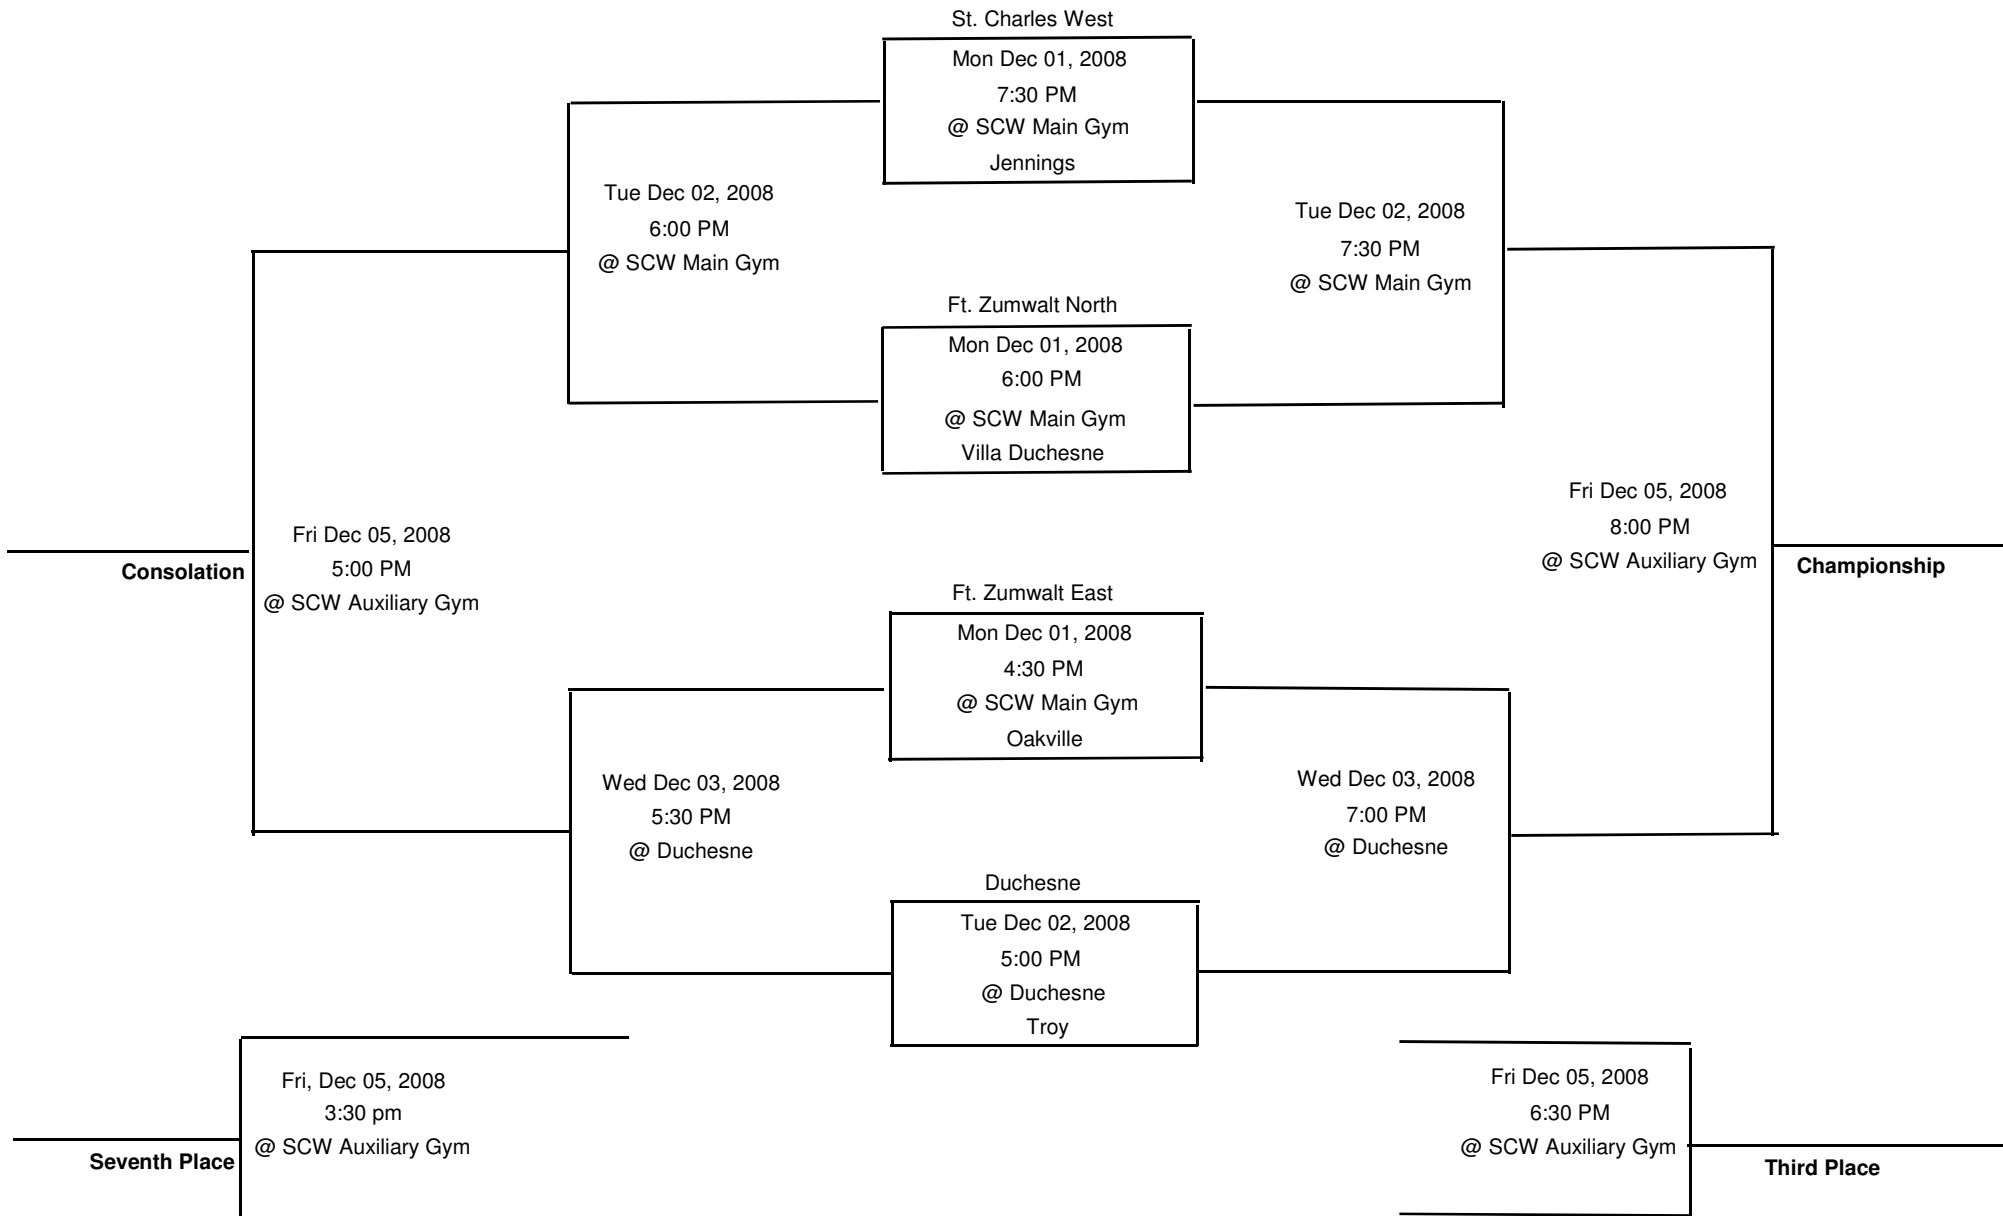 St. Charles West
Mon Dec 01, 2008
7:30 PM
@ SCW Main Gym
Jennings
Tue Dec 02, 2008
6:00 PM
@ SCW Main Gym
Tue Dec 02, 2008
7:30 PM
@ SCW Main Gym
Ft. Zumwalt North
Mon Dec 01, 2008
6:00 PM
@ SCW Main Gym
Villa Duchesne
Fri Dec 05, 2008
5:00 PM
@ SCW Auxiliary Gym
Consolation
Fri Dec 05, 2008
8:00 PM
@ SCW Auxiliary Gym
Championship
Ft. Zumwalt East
Mon Dec 01, 2008
4:30 PM
@ SCW Main Gym
Oakville
Wed Dec 03, 2008
5:30 PM
@ Duchesne
Wed Dec 03, 2008
7:00 PM
@ Duchesne
Duchesne
Tue Dec 02, 2008
5:00 PM
@ Duchesne
Troy
Fri, Dec 05, 2008
3:30 pm
@ SCW Auxiliary Gym
Seventh Place
Fri Dec 05, 2008
6:30 PM
@ SCW Auxiliary Gym
Third Place